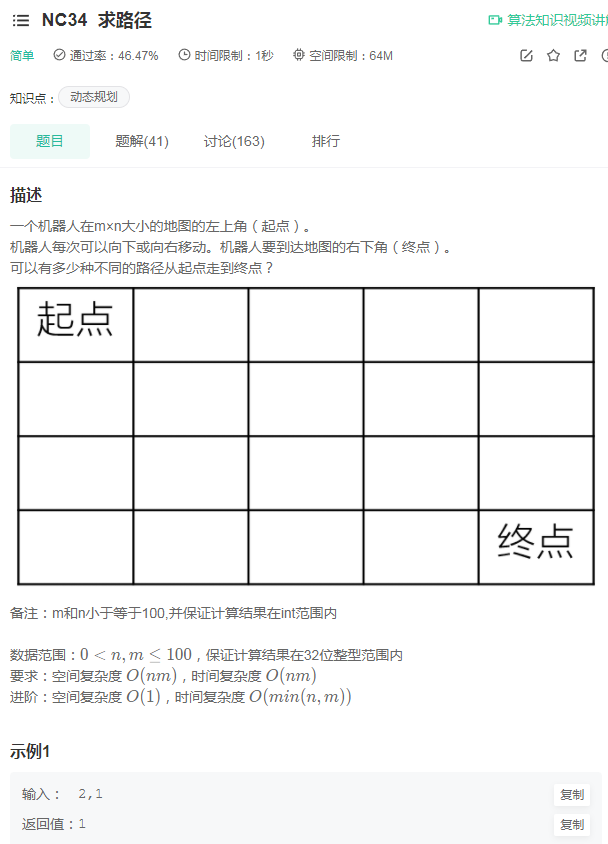 NC34 求路径
算法知识视频讲
简单 通过率：46.47% 时间限制：1秒 空间限制：64M
知识点： 动态规划
题目 题解(41) 讨论(163) 排行
描述
一个机器人在m×n大小的地图的左上角（起点）。
机器人每次可以向下或向右移动。机器人要到达地图的右下角（终点）。
可以有多少种不同的路径从起点走到终点？
起点
终点
备注：m和n小于等于100,并保证计算结果在int范围内
数据范围：0 < n, m ≤ 100，保证计算结果在32位整型范围内
要求：空间复杂度 O(nm)，时间复杂度 O(nm)
进阶：空间复杂度 O(1)，时间复杂度 O(min(n, m))
示例1
输入： 2,1 复制
返回值：1 复制